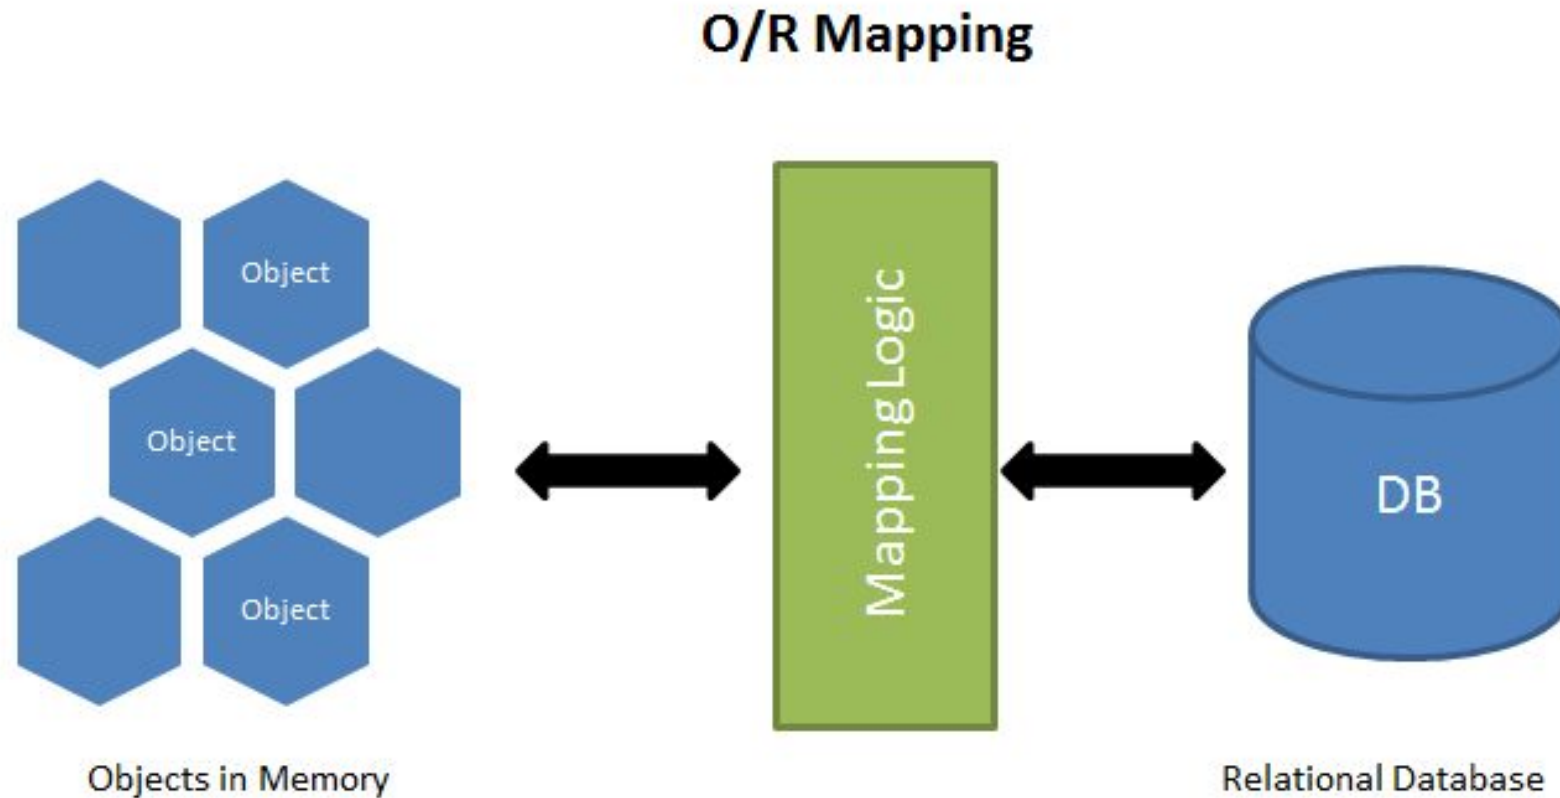 O/R Mapping
Object
Object
Object
Mapping Logic
DB
Objects in Memory
Relational Database